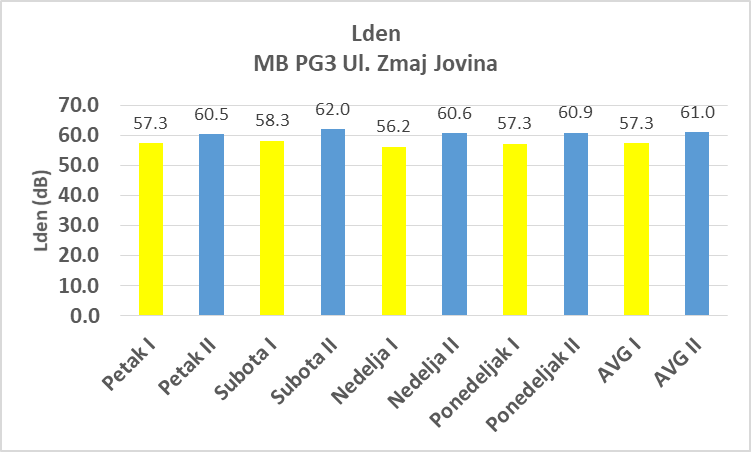 Lden
MB PG3 Ul. Zmaj Jovina
Lden (dB)
70.0
60.0
50.0
40.0
30.0
20.0
10.0
0.0
57.3
60.5
58.3
62.0
56.2
60.6
57.3
60.9
57.3
61.0
Petak I
Petak II
Subota I
Subota II
Nedelja I
Nedelja II
Ponedeljak I
Ponedeljak II
AVG I
AVG II